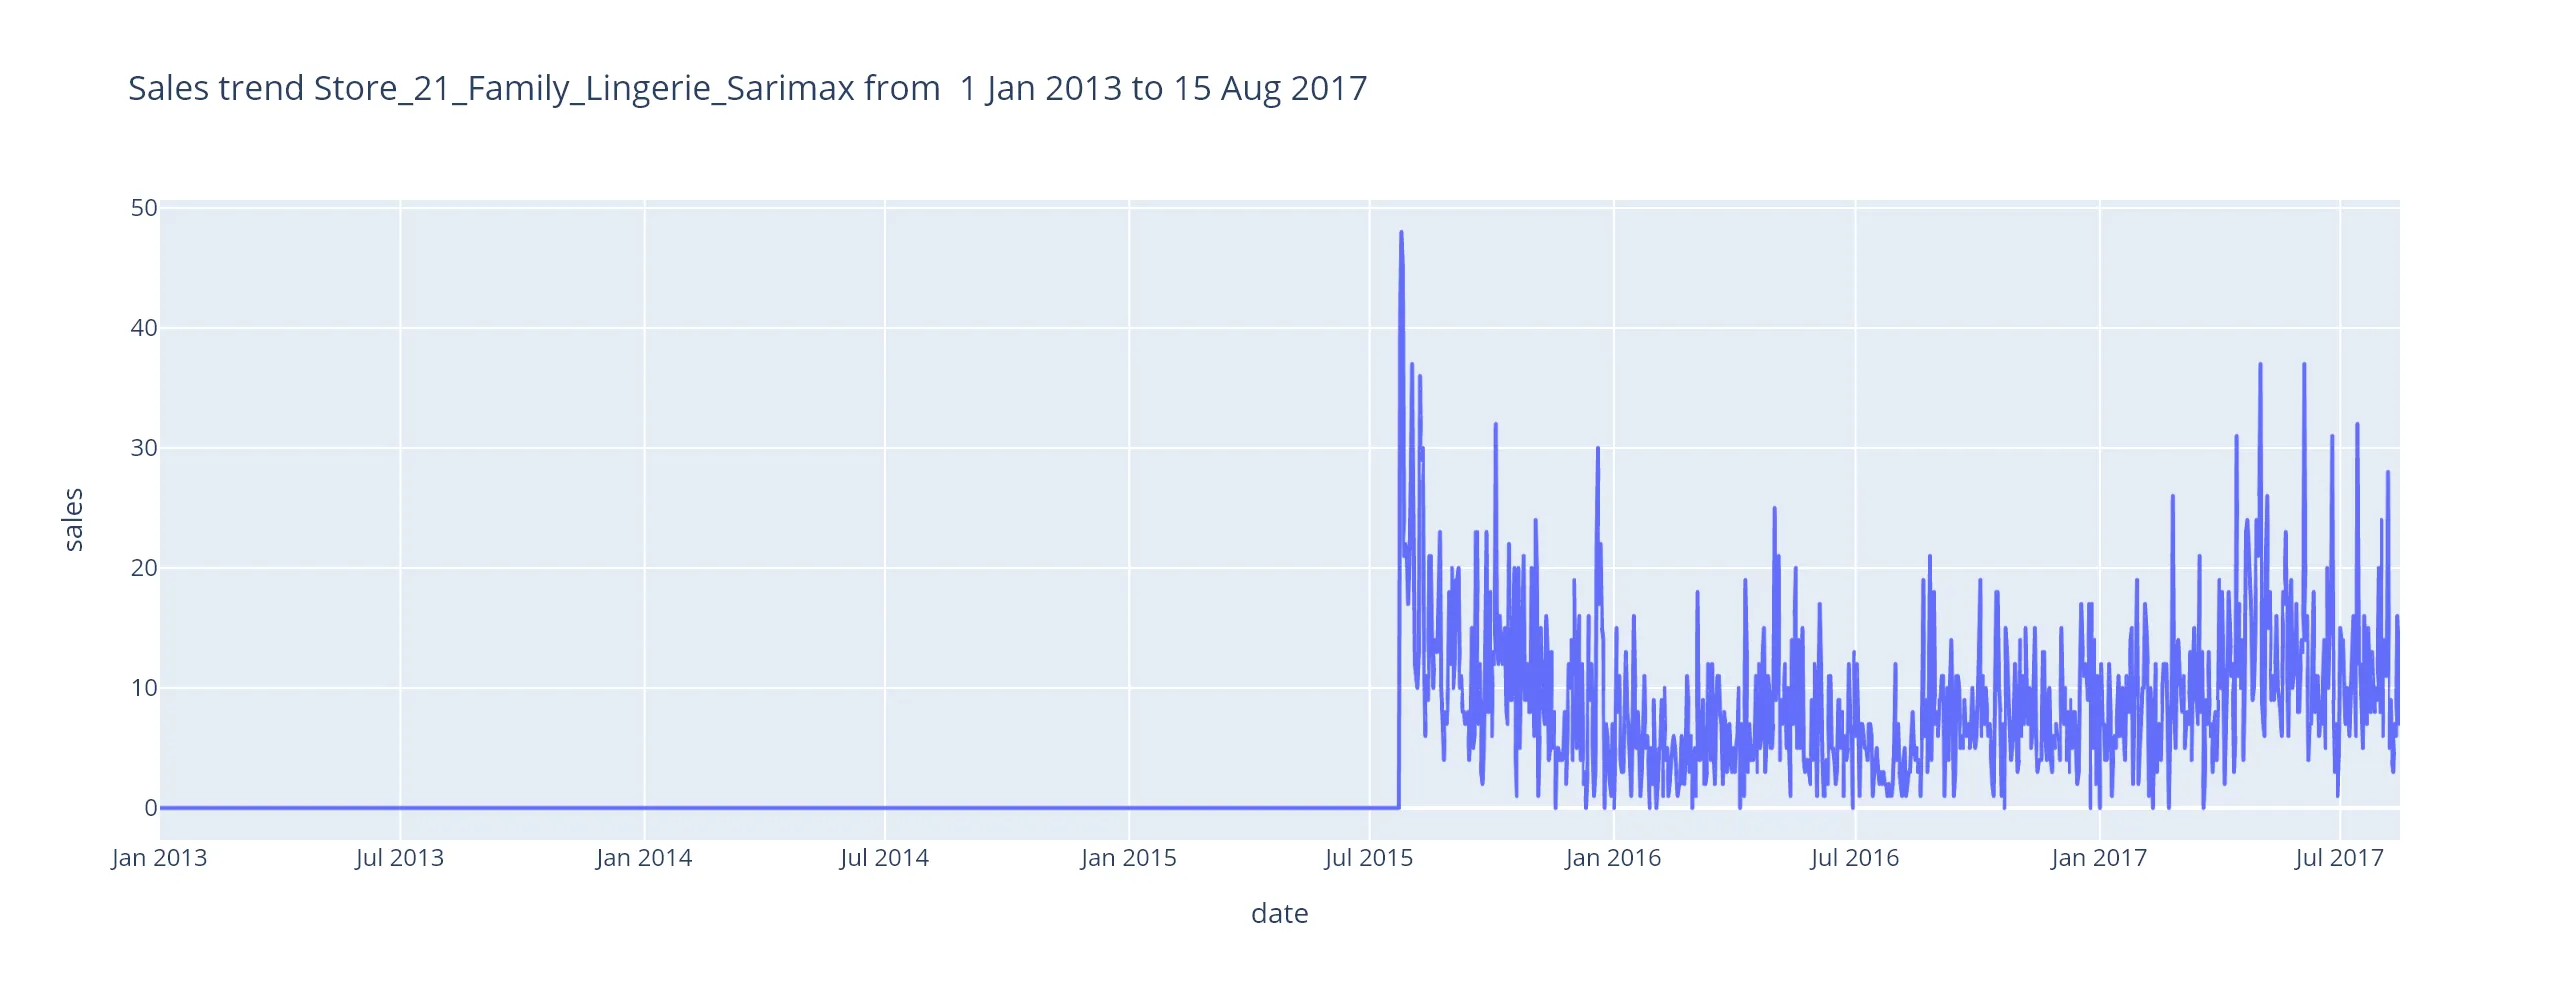 Sales trend Store_21_Family_Lingerie_Sarimax from  1 Jan 2013 to 15 Aug 2017
50
40
30
20
10
0
sales
Jan 2013 Jul 2013 Jan 2014 Jul 2014 Jan 2015 Jul 2015 Jan 2016 Jul 2016 Jan 2017 Jul 2017
date